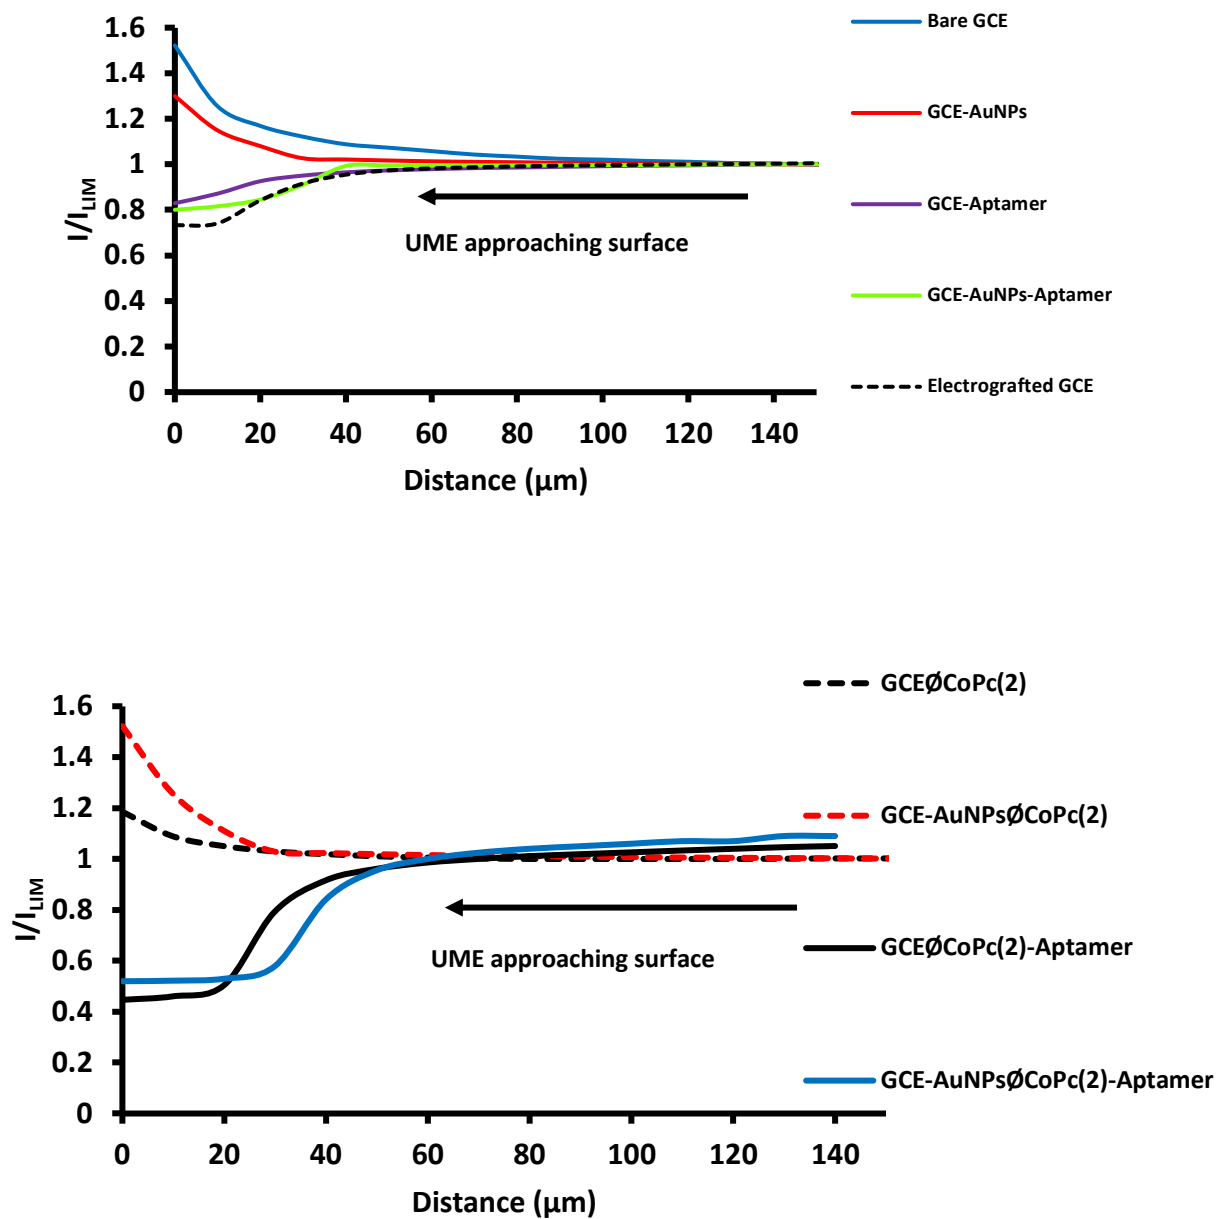 1.6
1.4
1.2
1
0.8
0.6
0.4
0.2
0
I/I_LIM
0 20 40 60 80 100 120 140
Distance (µm)
UME approaching surface
Bare GCE
GCE-AuNPs
GCE-Aptamer
GCE-AuNPs-Aptamer
Electrografted GCE
1.6
1.4
1.2
1
0.8
0.6
0.4
0.2
0
I/I_LIM
0 20 40 60 80 100 120 140
Distance (µm)
UME approaching surface
GCEØCoPc(2)
GCE-AuNPsØCoPc(2)
GCEØCoPc(2)-Aptamer
GCE-AuNPsØCoPc(2)-Aptamer